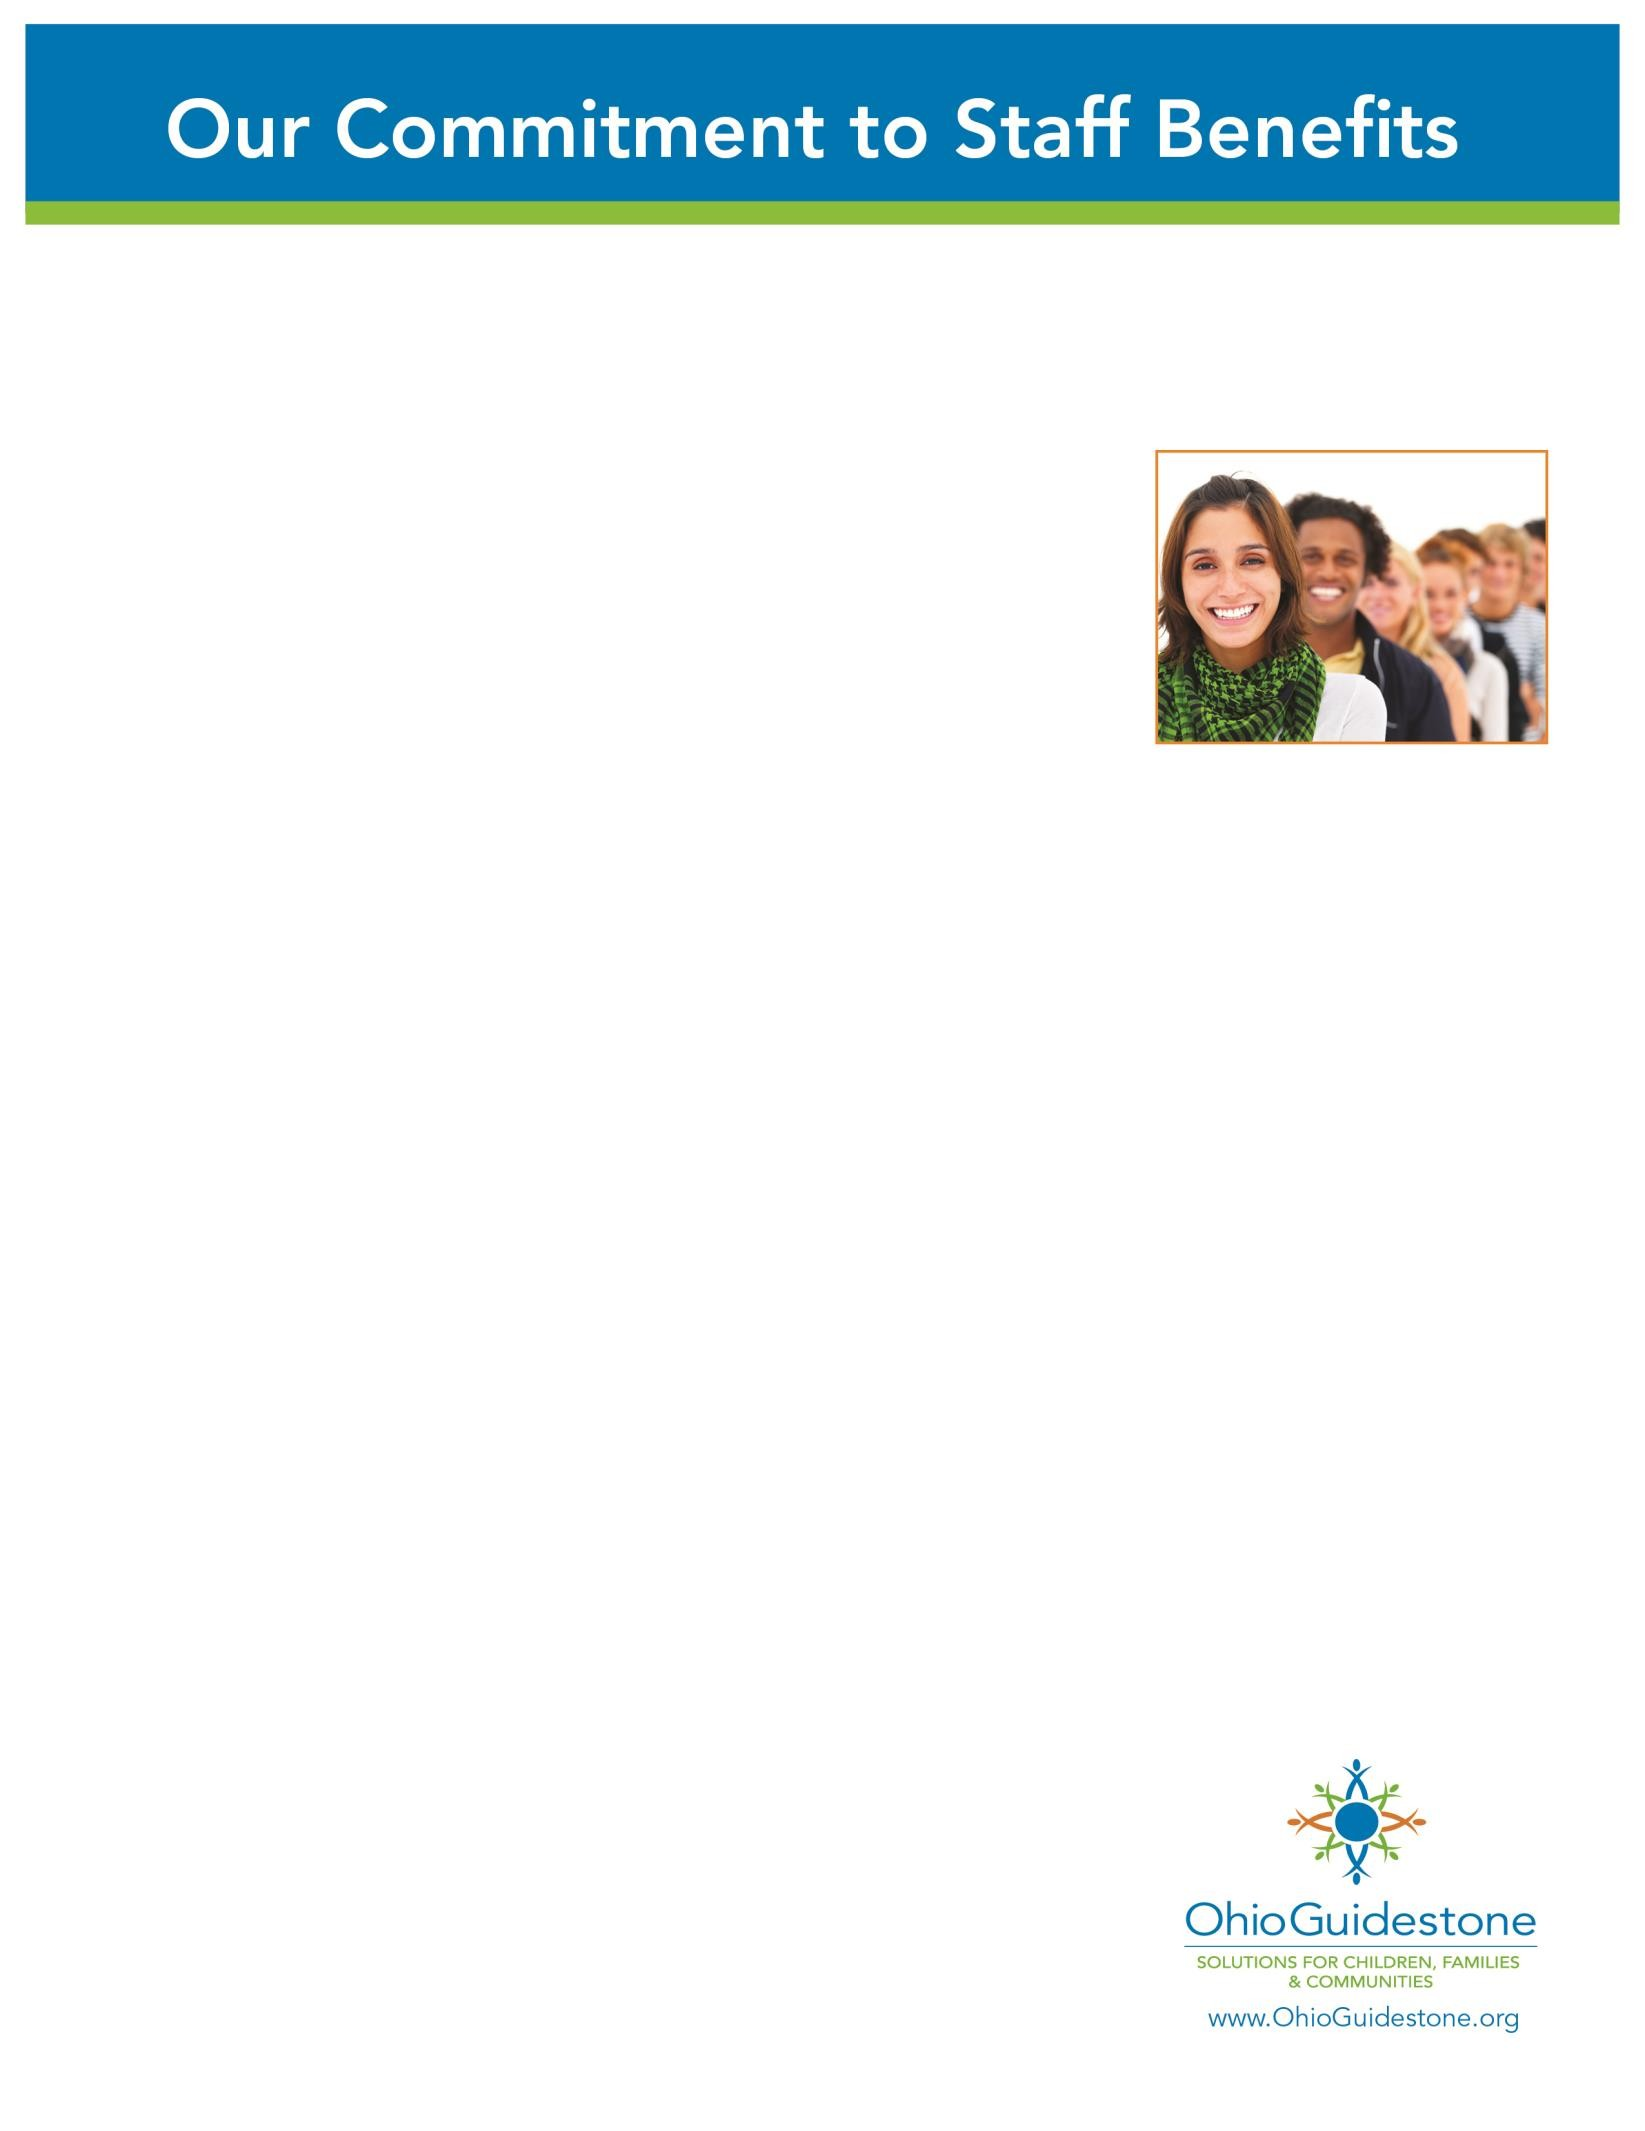 Our Commitment to Staff Benefits
OhioGuidestone
SOLUTIONS FOR CHILDREN, FAMILIES
& COMMUNITIES
www.OhioGuidestone.org